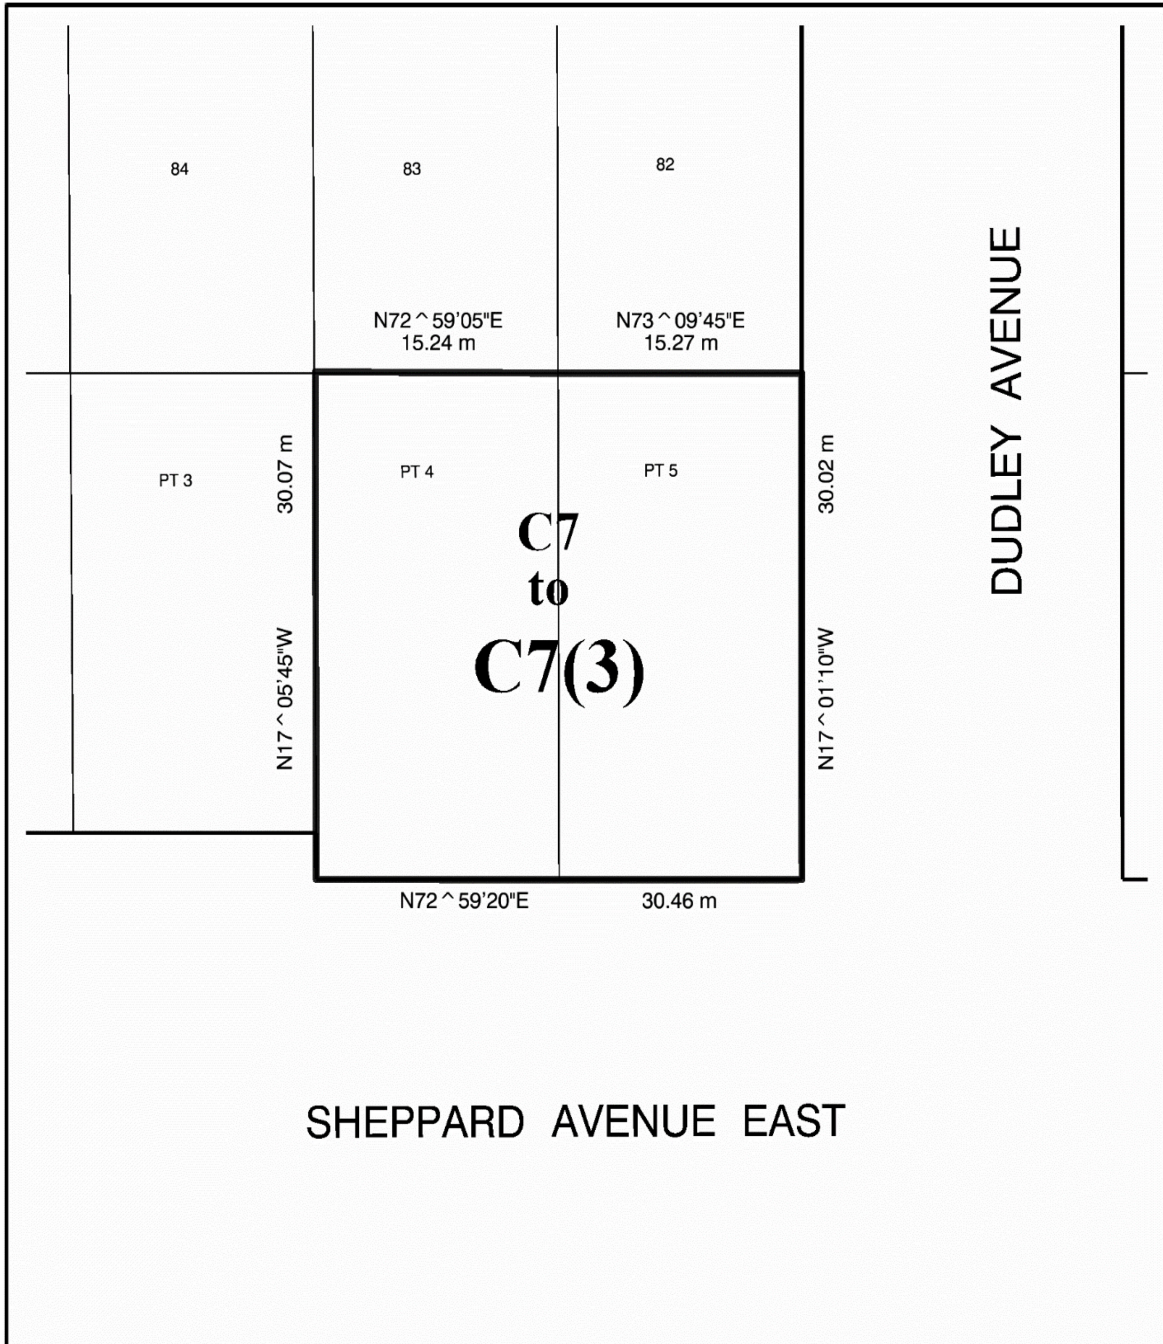 84
83
82
N72^59'05"E
15.24 m
N73^09'45"E
15.27 m
DUDLEY AVENUE
PT 3
30.07 m
N17^05'45"W
PT 4
PT 5
30.02 m
N17^01'10"W
C7
to
C7(3)
N72^59'20"E 30.46 m
SHEPPARD AVENUE EAST